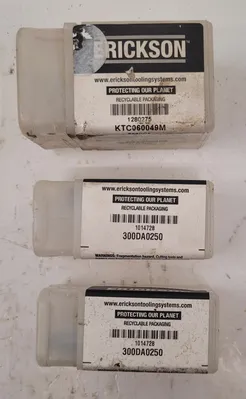 ERICKSON
www.ericksontoolingsystems.com
PROTECTING OUR PLANET
RECYCLABLE PACKAGING
1280275
KTC060049M
www.ericksontoolingsystems.com
PROTECTING OUR PLANET
RECYCLABLE PACKAGING
1014728
300DA0250
www.ericksontoolingsystems.com
PROTECTING OUR PLANET
RECYCLABLE PACKAGING
1014728
300DA0250